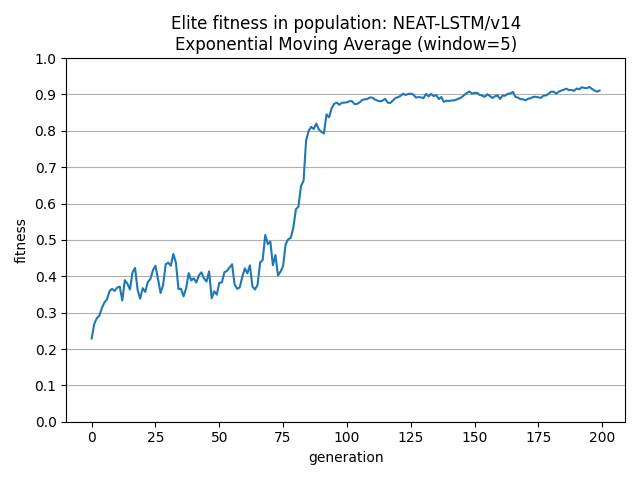 Elite fitness in population: NEAT-LSTM/v14
Exponential Moving Average (window=5)
1.0
0.9
0.8
0.7
0.6
0.5
0.4
0.3
0.2
0.1
0.0
fitness
0 25 50 75 100 125 150 175 200
generation